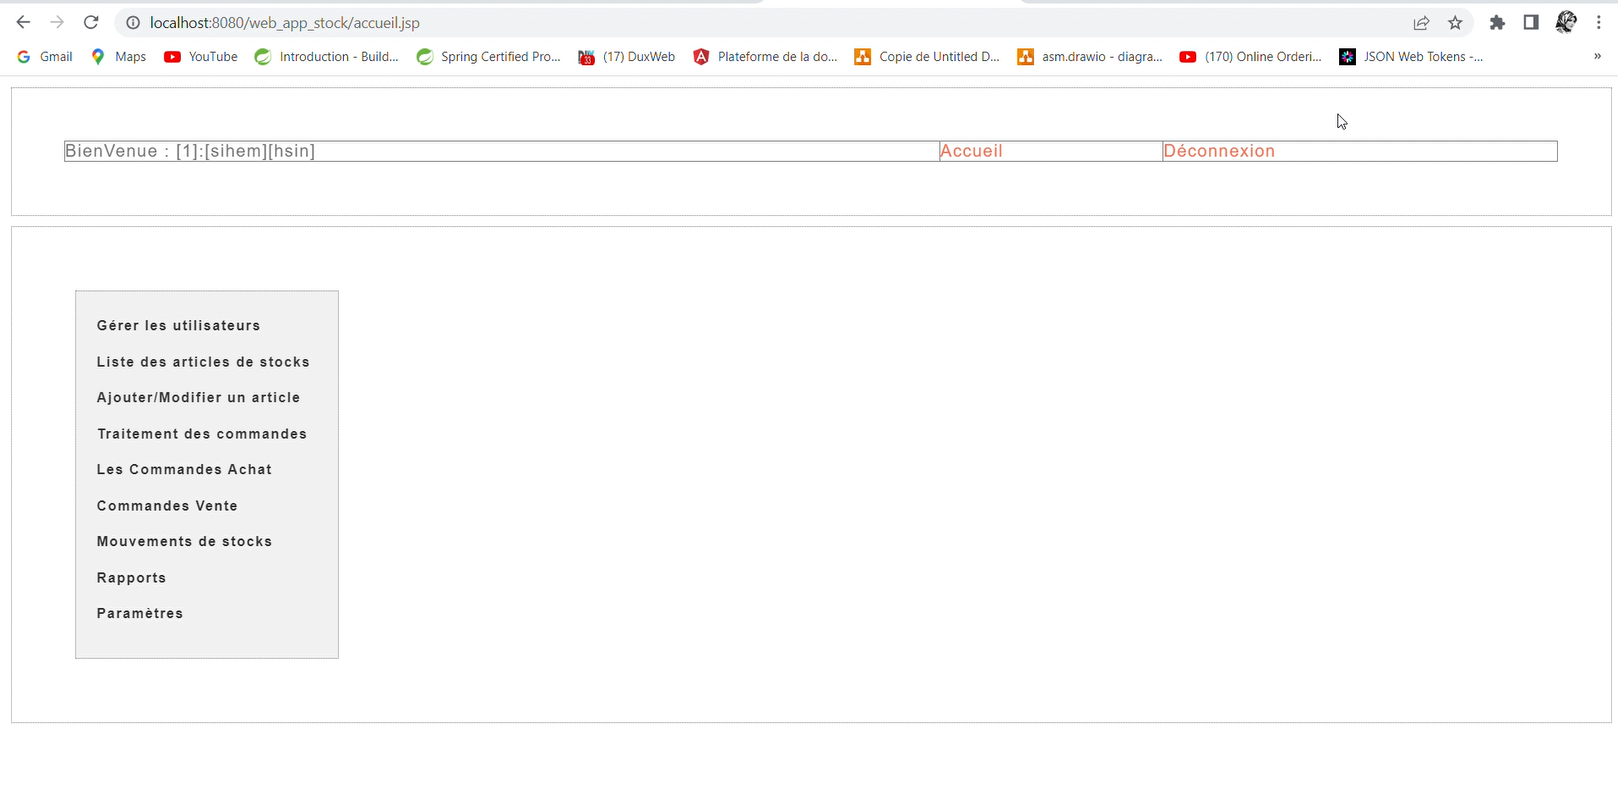 localhost:8080/web_app_stock/accueil.jsp
Gmail Maps YouTube Introduction - Build... Spring Certified Pro... (17) DuxWeb Plateforme de la do... Copie de Untitled D... asm.drawio - diagra... (170) Online Orderi... JSON Web Tokens -... »
BienVenue : [1]:[sihem][hsin] Accueil Déconnexion
Gérer les utilisateurs
Liste des articles de stocks
Ajouter/Modifier un article
Traitement des commandes
Les Commandes Achat
Commandes Vente
Mouvements de stocks
Rapports
Paramètres